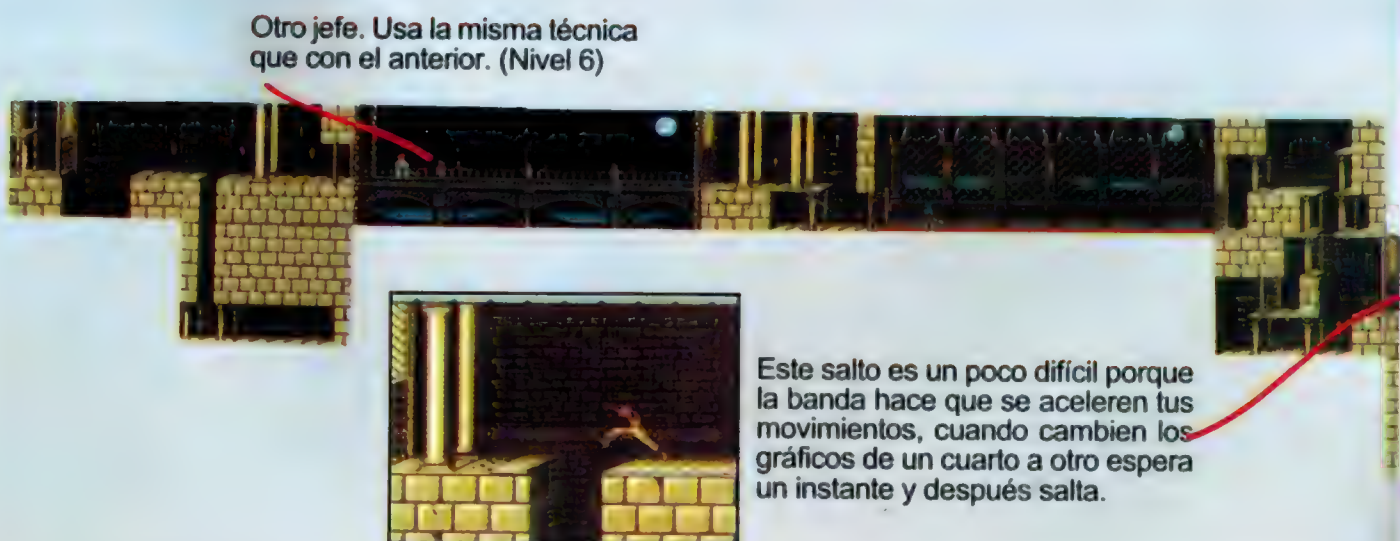 Otro jefe. Usa la misma técnica
que con el anterior. (Nivel 6)
Este salto es un poco difícil porque
la banda hace que se aceleren tus
movimientos, cuando cambien los
gráficos de un cuarto a otro espera
un instante y después salta.